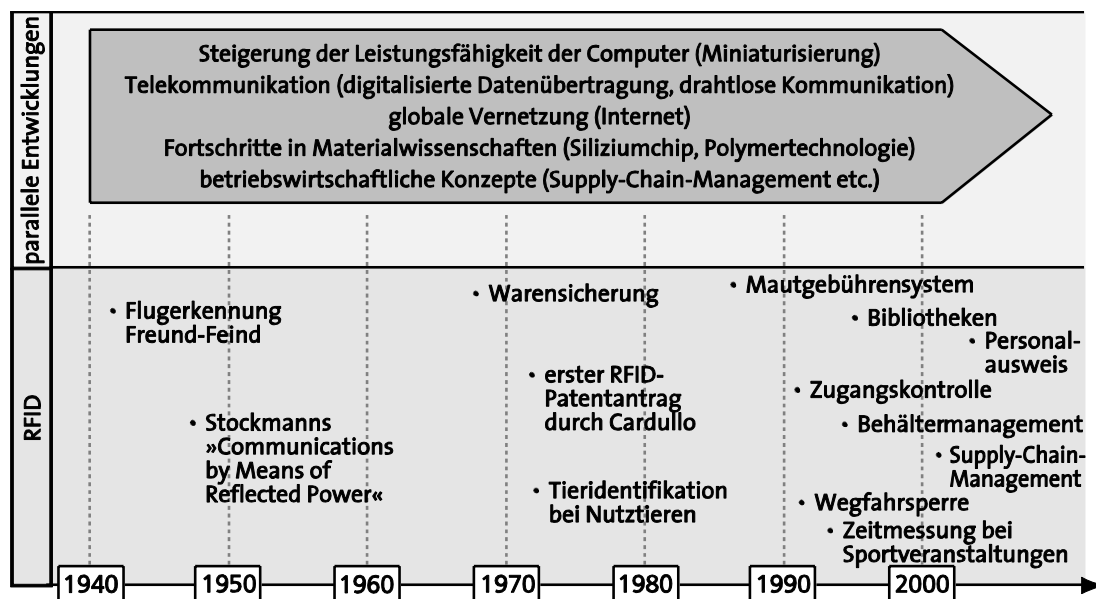 parallele Entwicklungen
Steigerung der Leistungsfähigkeit der Computer (Miniaturisierung)
Telekommunikation (digitalisierte Datenübertragung, drahtlose Kommunikation)
globale Vernetzung (Internet)
Fortschritte in Materialwissenschaften (Siliziumchip, Polymertechnologie)
betriebswirtschaftliche Konzepte (Supply-Chain-Management etc.)
RFID
• Flugerkennung
Freund-Feind
• Stockmanns
»Communications
by Means of
Reflected Power«
• Warensicherung
• erster RFID-
Patentantrag
durch Cardullo
• Tieridentifikation
bei Nutztieren
• Mautgebührensystem
• Bibliotheken
• Personal-
ausweis
• Zugangskontrolle
• Behältermanagement
• Supply-Chain-
Management
• Wegfahrsperre
• Zeitmessung bei
Sportveranstaltungen
1940 1950 1960 1970 1980 1990 2000